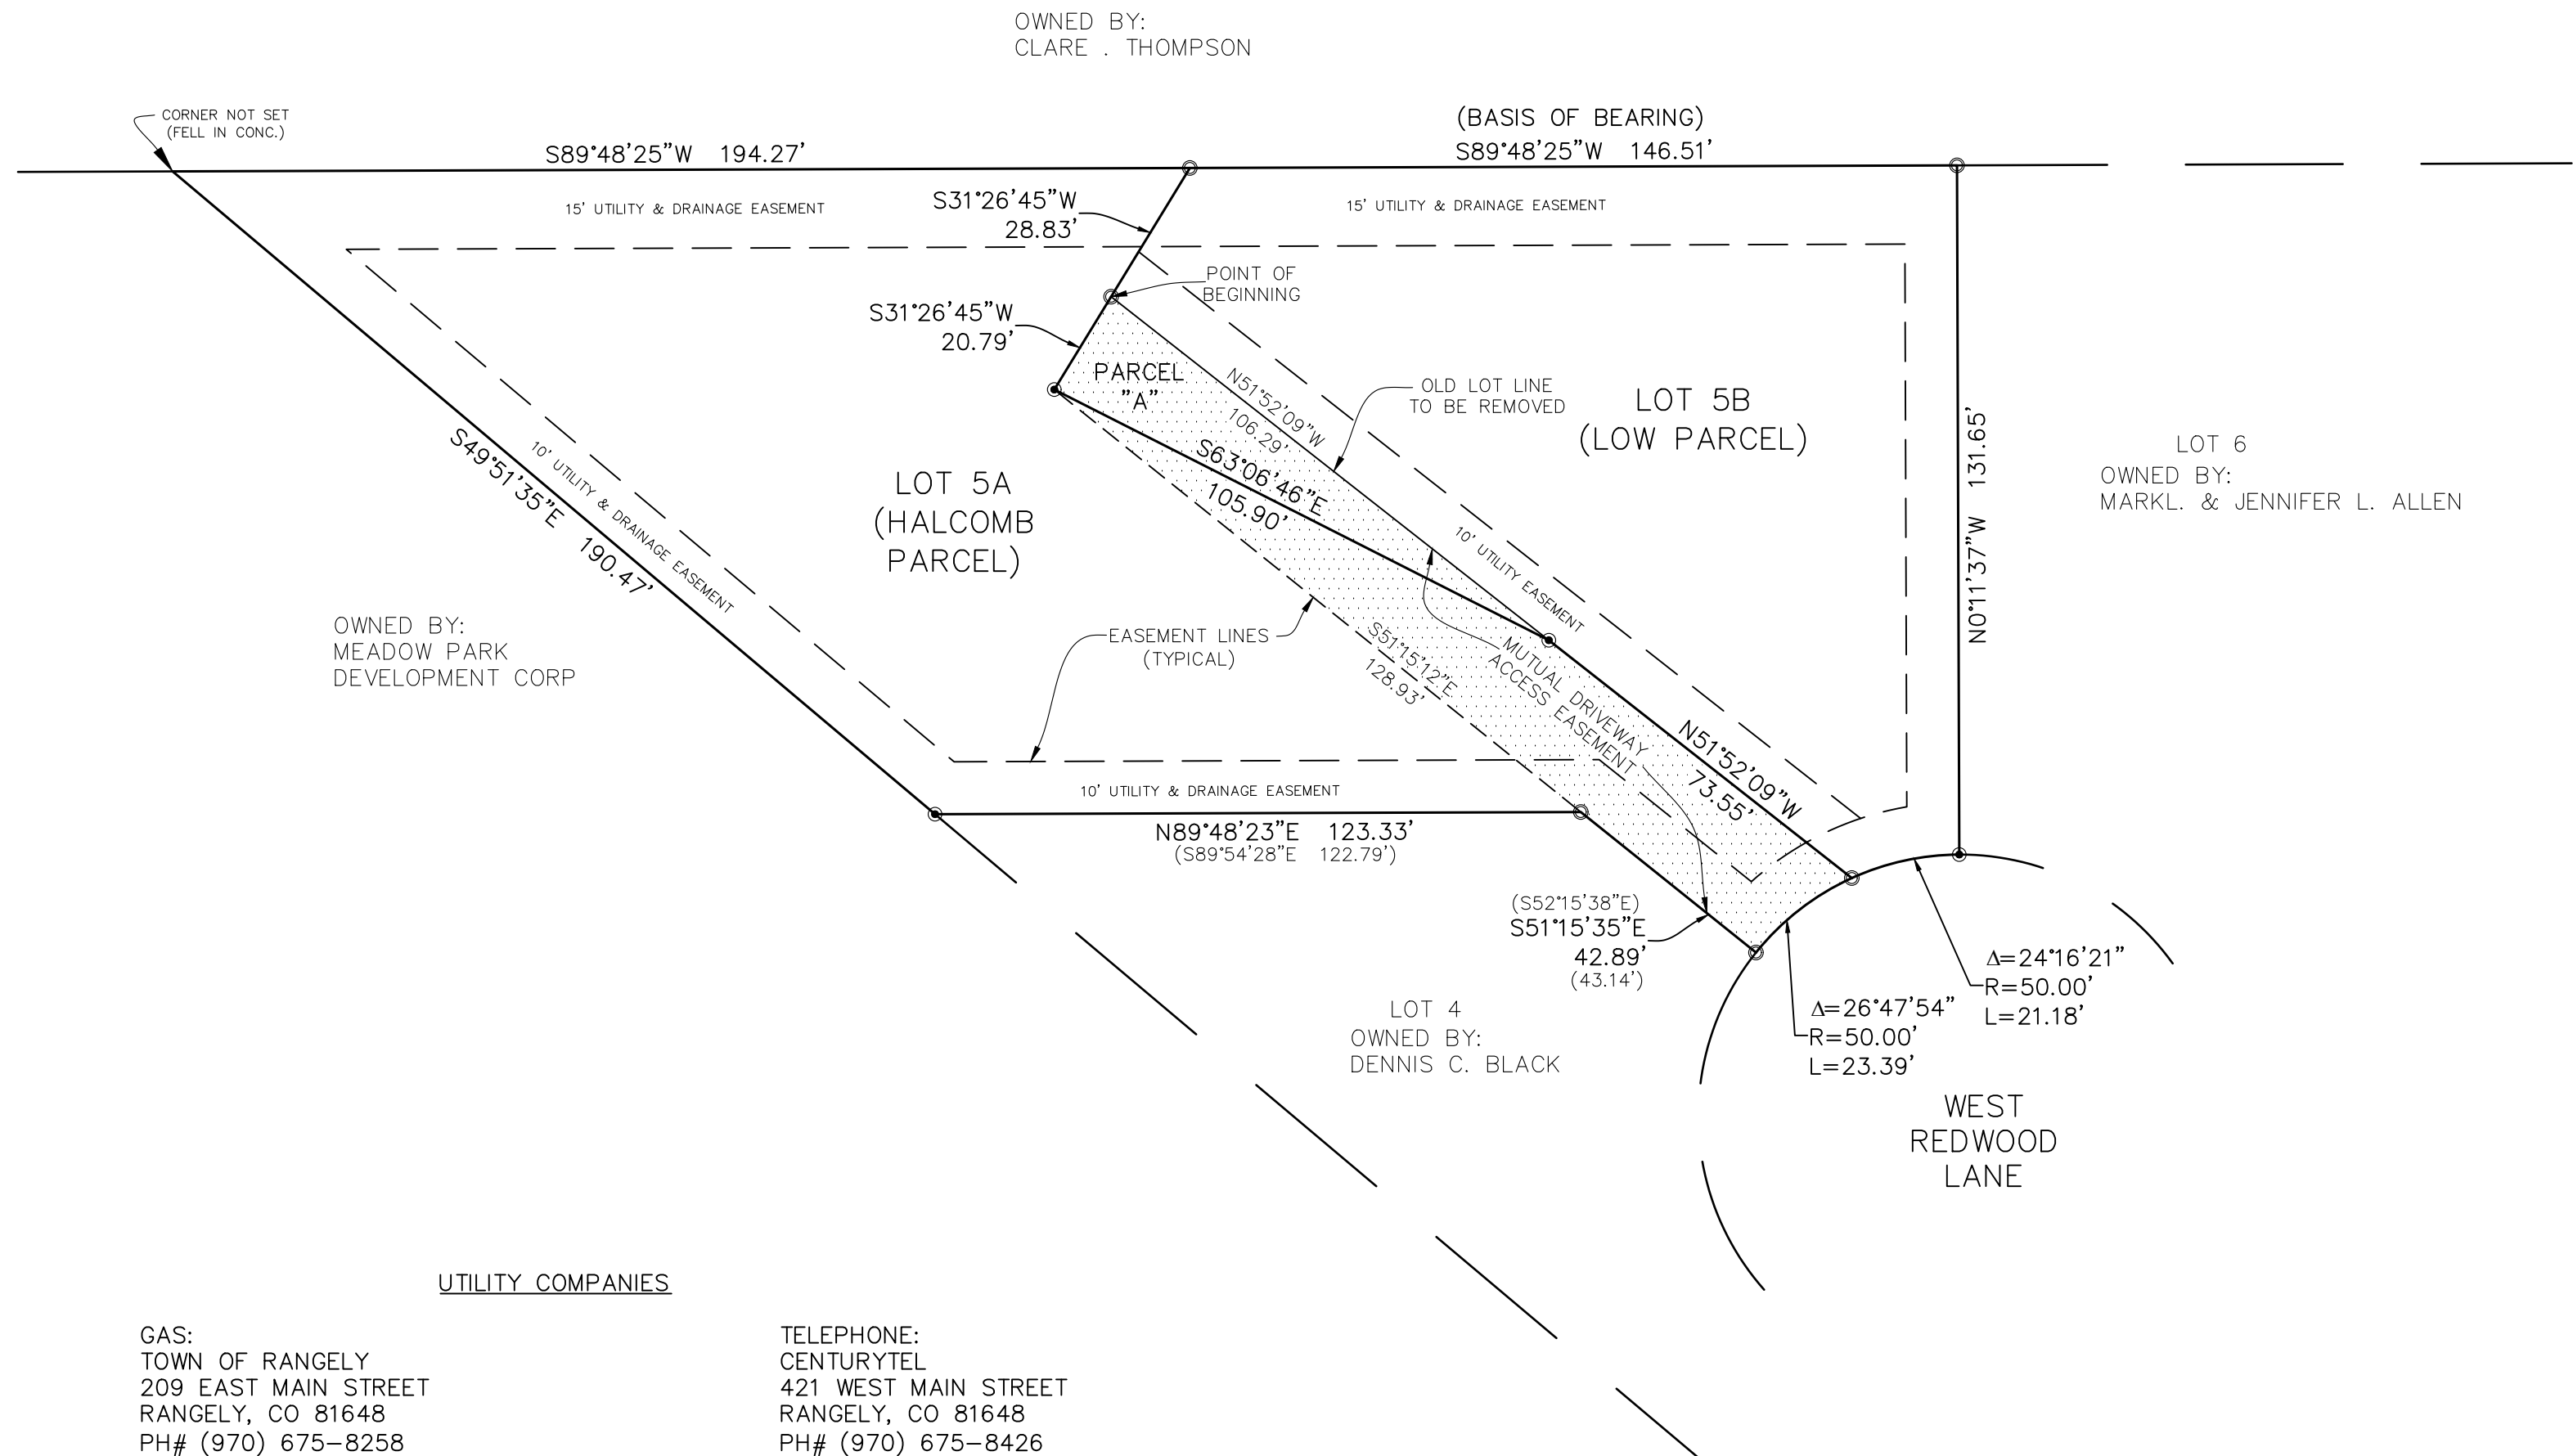 OWNED BY:
CLARE . THOMPSON
CORNER NOT SET
(FELL IN CONC.)
(BASIS OF BEARING)
S89°48'25"W 194.27'
S89°48'25"W 146.51'
15' UTILITY & DRAINAGE EASEMENT
S31°26'45"W
28.83'
15' UTILITY & DRAINAGE EASEMENT
POINT OF
BEGINNING
S31°26'45"W
20.79'
PARCEL
"A"
N51°52'09"W
106.29'
OLD LOT LINE
TO BE REMOVED
LOT 5B
(LOW PARCEL)
N0°11'37"W 131.65'
LOT 6
OWNED BY:
MARKL. & JENNIFER L. ALLEN
S63°06'46"E
105.90'
S49°51'35"E 190.47'
10' UTILITY & DRAINAGE EASEMENT
LOT 5A
(HALCOMB
PARCEL)
10' UTILITY EASEMENT
OWNED BY:
MEADOW PARK
DEVELOPMENT CORP
EASEMENT LINES
(TYPICAL)
S51°15'12"E
128.93'
MUTUAL DRIVEWAY
ACCESS EASEMENT
N51°52'09"W
73.55'
10' UTILITY & DRAINAGE EASEMENT
N89°48'23"E 123.33'
(S89°54'28"E 122.79')
(S52°15'38"E)
S51°15'35"E
42.89'
(43.14')
Δ=24°16'21"
R=50.00'
L=21.18'
Δ=26°47'54"
R=50.00'
L=23.39'
LOT 4
OWNED BY:
DENNIS C. BLACK
WEST
REDWOOD
LANE
UTILITY COMPANIES
GAS:
TOWN OF RANGELY
209 EAST MAIN STREET
RANGELY, CO 81648
PH# (970) 675-8258
TELEPHONE:
CENTURYTEL
421 WEST MAIN STREET
RANGELY, CO 81648
PH# (970) 675-8426